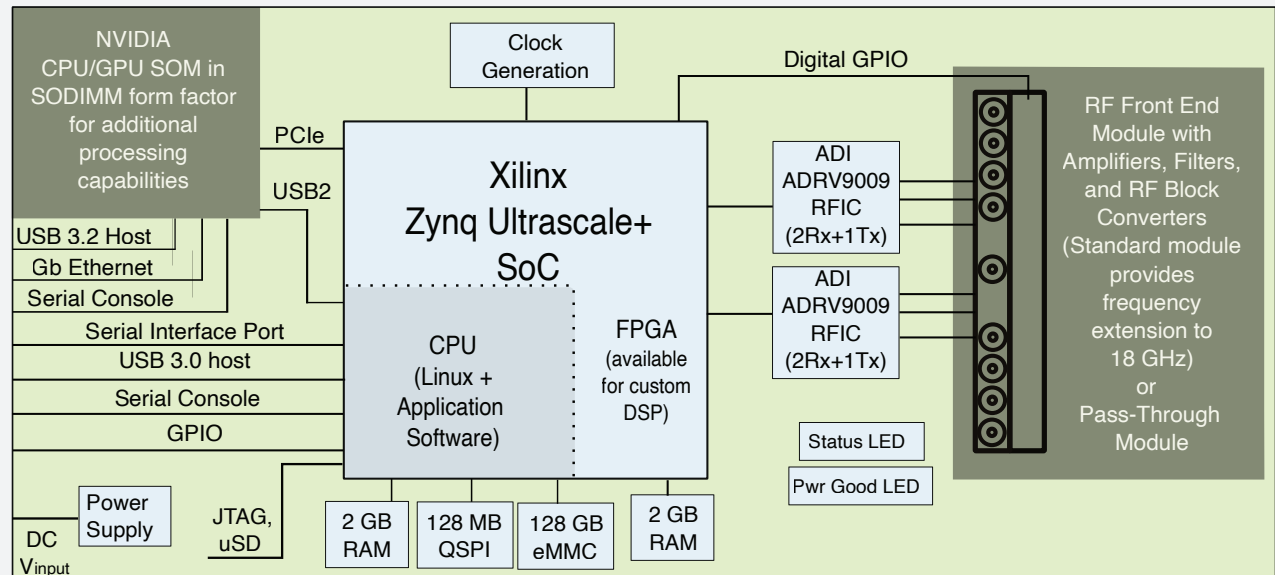 NVIDIA
CPU/GPU SOM in
SODIMM form factor
for additional
processing
capabilities
PCIe
USB2
USB 3.2 Host
Gb Ethernet
Serial Console
Serial Interface Port
USB 3.0 host
Serial Console
GPIO
Power
Supply
DC
Vinput
JTAG,
uSD
Clock
Generation
Xilinx
Zynq Ultrascale+
SoC
CPU
(Linux +
Application
Software)
FPGA
(available
for custom
DSP)
2 GB
RAM
128 MB
QSPI
128 GB
eMMC
2 GB
RAM
Digital GPIO
ADI
ADRV9009
RFIC
(2Rx+1Tx)
ADI
ADRV9009
RFIC
(2Rx+1Tx)
Status LED
Pwr Good LED
RF Front End
Module with
Amplifiers, Filters,
and RF Block
Converters
(Standard module
provides
frequency
extension to
18 GHz)
or
Pass-Through
Module